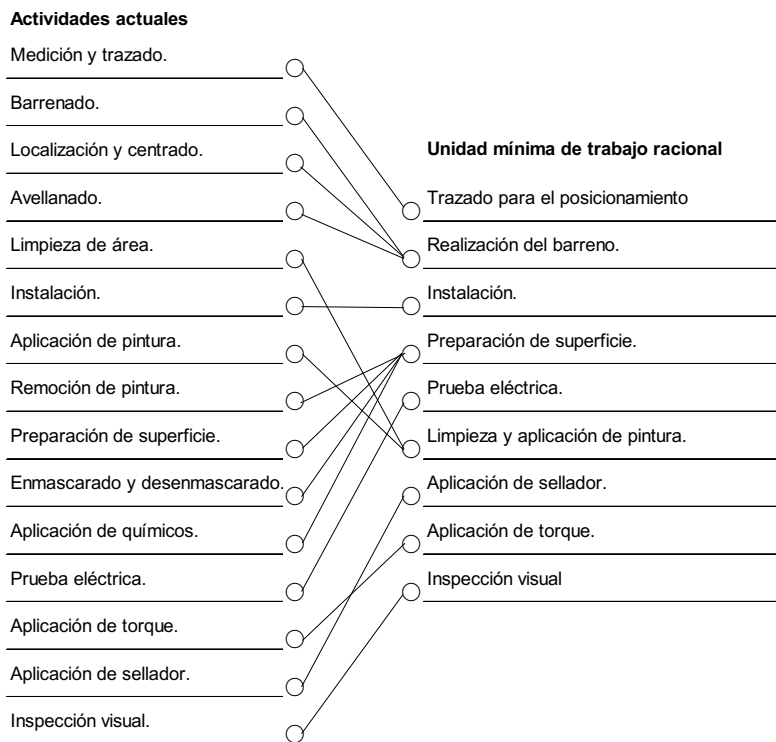 Actividades actuales
Medición y trazado.
Barrenado.
Localización y centrado.
Avellanado.
Limpieza de área.
Instalación.
Aplicación de pintura.
Remoción de pintura.
Preparación de superficie.
Enmascarado y desenmascarado.
Aplicación de químicos.
Prueba eléctrica.
Aplicación de torque.
Aplicación de sellador.
Inspección visual.
Unidad mínima de trabajo racional
Trazado para el posicionamiento
Realización del barreno.
Instalación.
Preparación de superficie.
Prueba eléctrica.
Limpieza y aplicación de pintura.
Aplicación de sellador.
Aplicación de torque.
Inspección visual